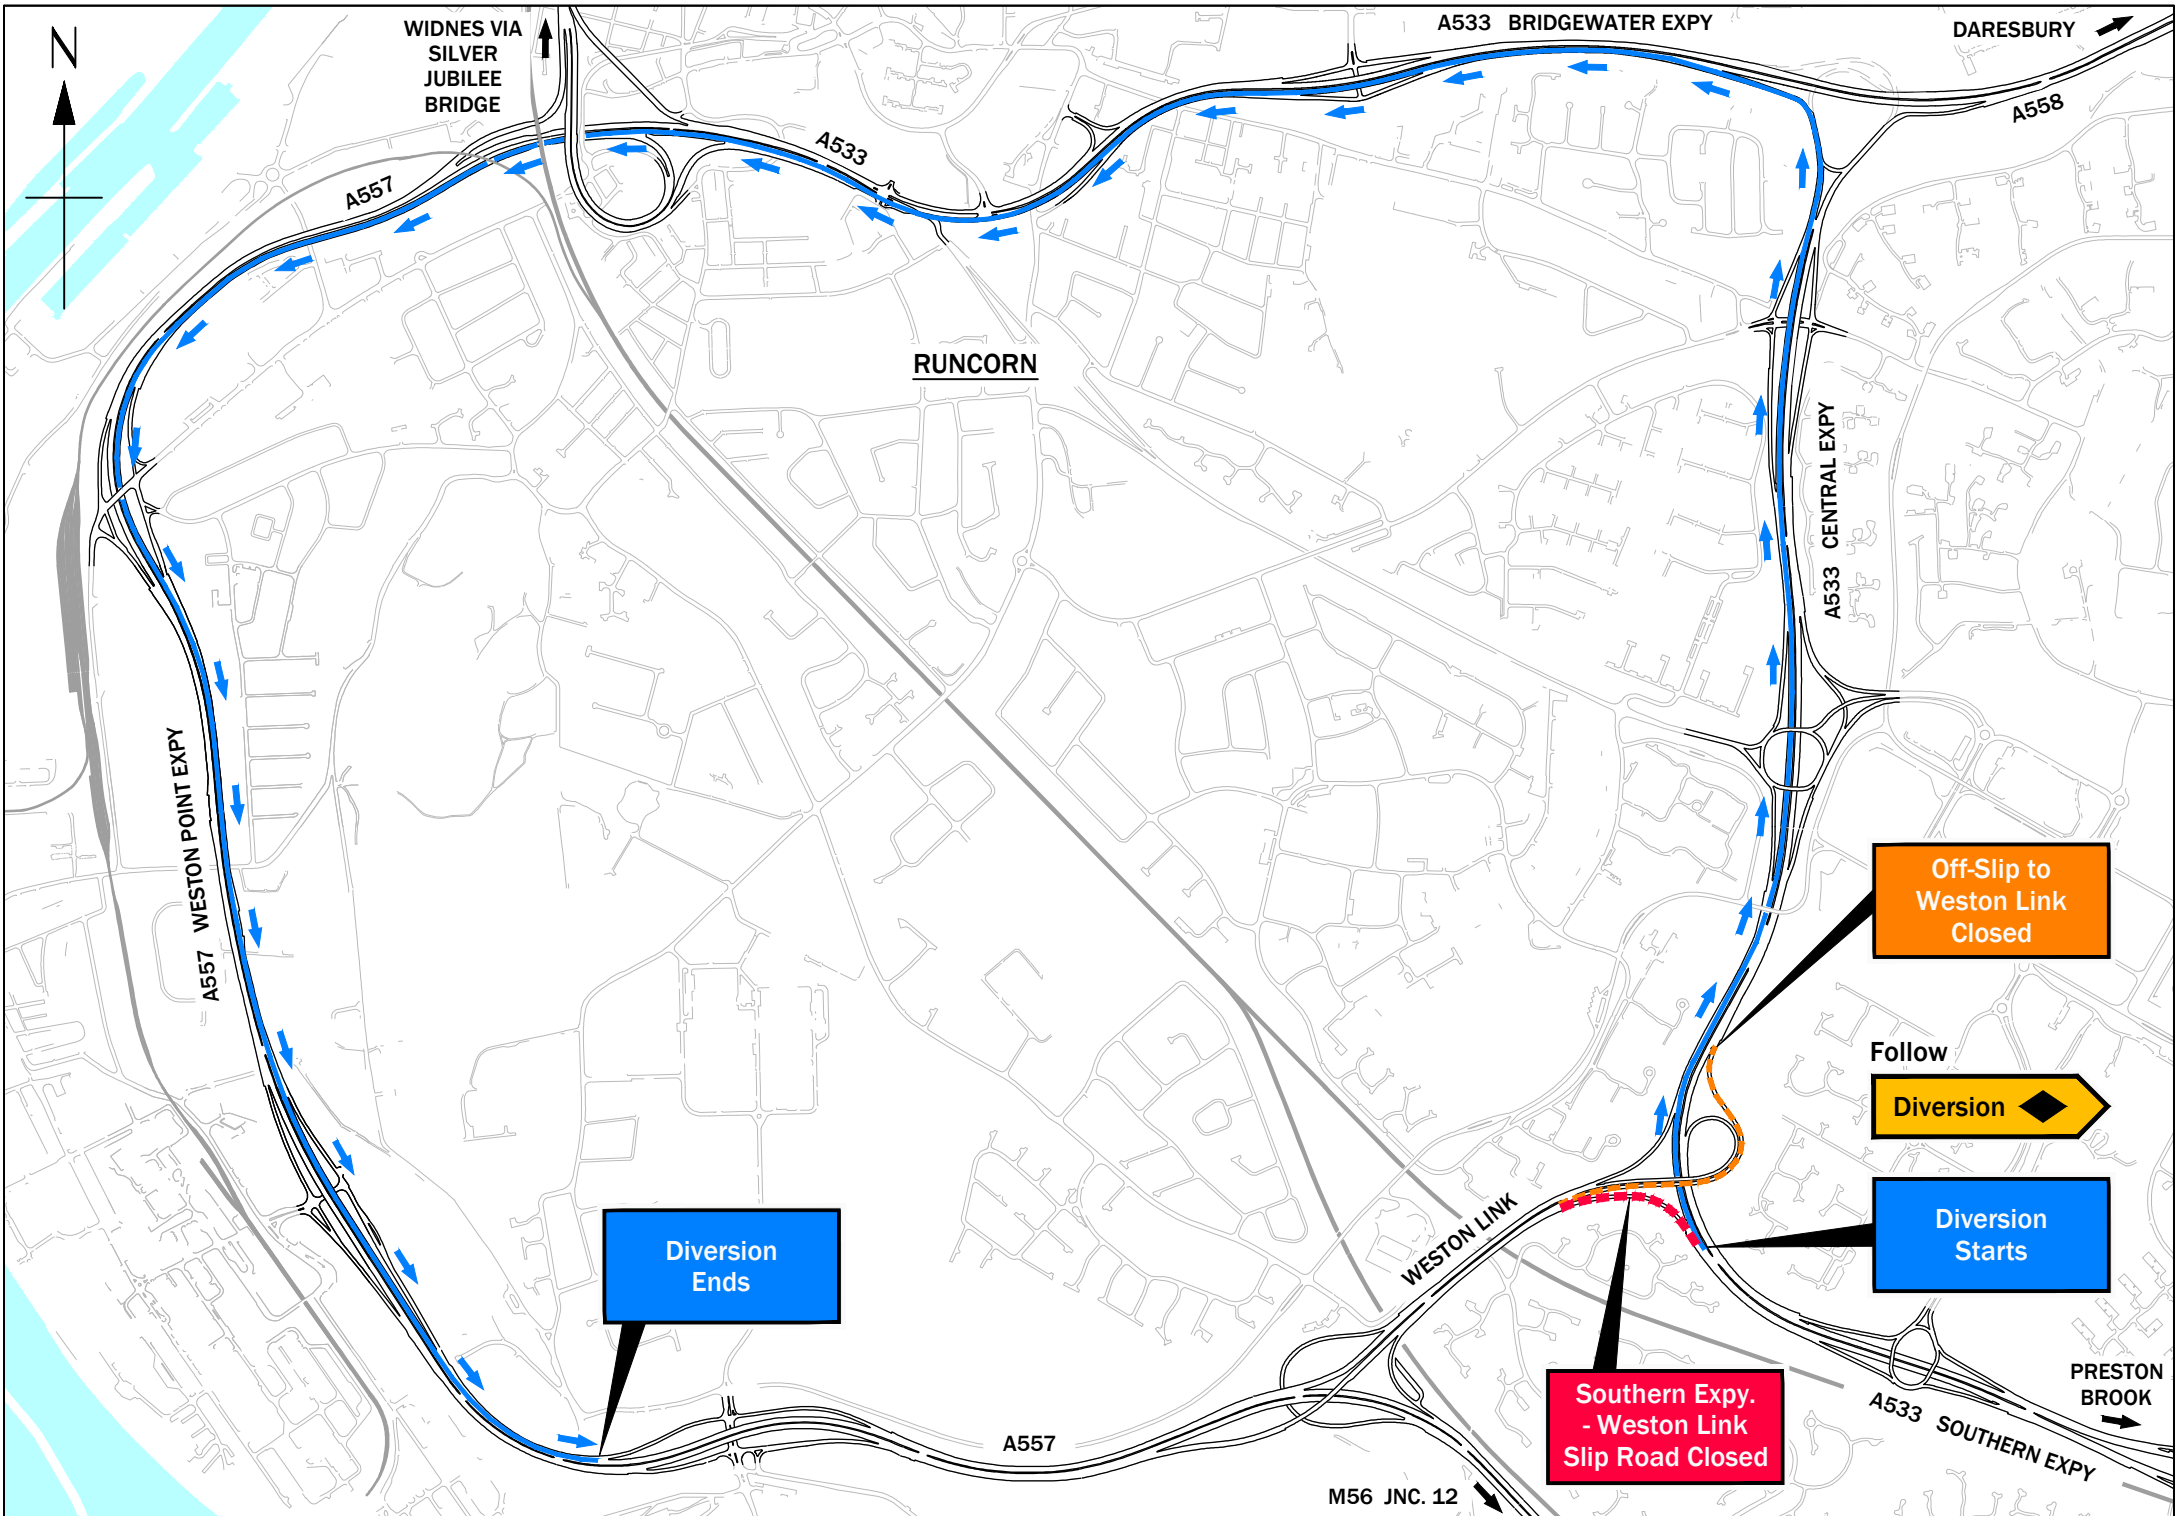 N
WIDNES VIA
SILVER
JUBILEE
BRIDGE
A533 BRIDGEWATER EXPY
DARESBURY
A558
A533
A557
RUNCORN
A533 CENTRAL EXPY
A557 WESTON POINT EXPY
Off-Slip to
Weston Link
Closed
Follow
Diversion
Diversion
Starts
Diversion
Ends
WESTON LINK
Southern Expy.
- Weston Link
Slip Road Closed
PRESTON
BROOK
A533 SOUTHERN EXPY
A557
M56 JNC. 12